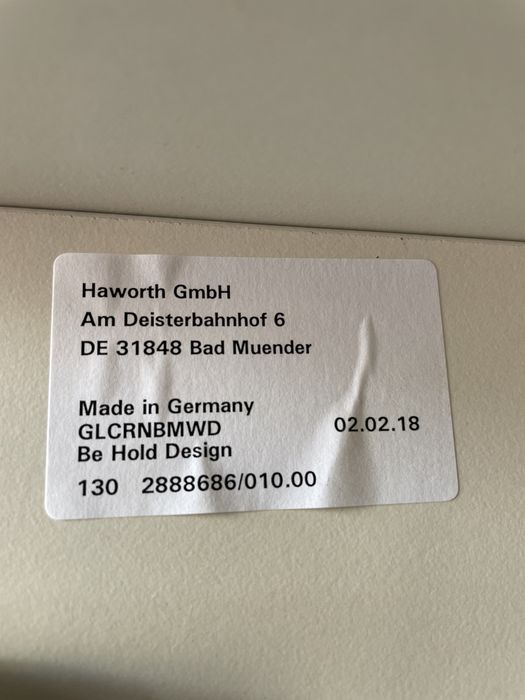 Haworth GmbH
Am Deisterbahnhof 6
DE 31848 Bad Muender
Made in Germany
GLCRNBMWD 02.02.18
Be Hold Design
130 2888686/010.00